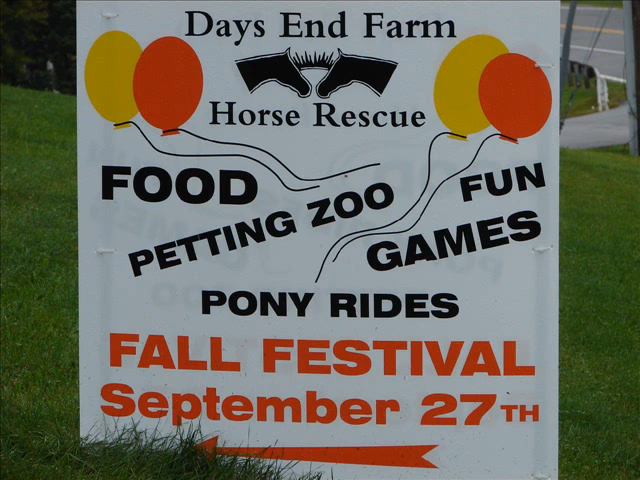 Days End Farm
Horse Rescue
FOOD
FUN
PETTING ZOO
GAMES
PONY RIDES
FALL FESTIVAL
September 27TH